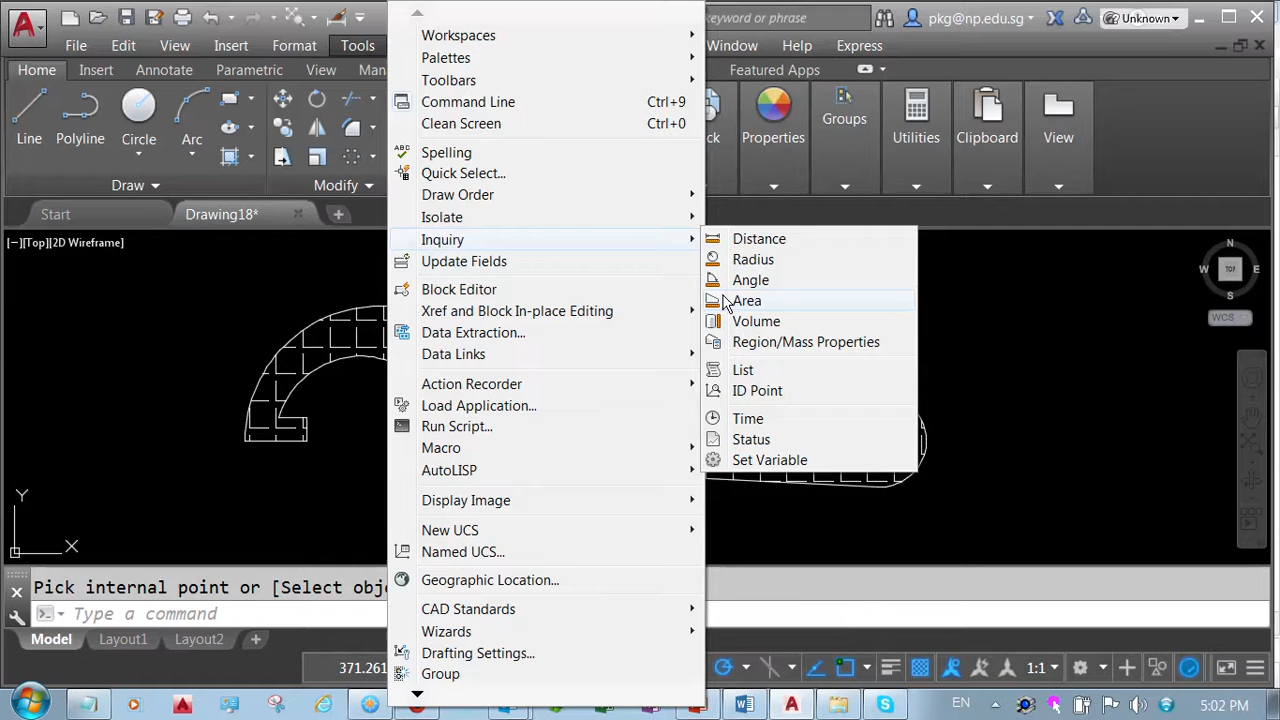 keyword or phrase
pkg@np.edu.sg
Unknown
File Edit View Insert Format Tools
Window Help Express
Home Insert Annotate Parametric View
Featured Apps
Line Polyline Circle Arc
Draw Modify
Properties Groups Utilities Clipboard View
Start Drawing18*
[−][Top][2D Wireframe]
Workspaces
Palettes
Toolbars
Command Line Ctrl+9
Clean Screen Ctrl+0
ABC Spelling
Quick Select...
Draw Order
Isolate
Inquiry
Update Fields
Block Editor
Xref and Block In-place Editing
Data Extraction...
Data Links
Action Recorder
Load Application...
Run Script...
Macro
AutoLISP
Display Image
New UCS
Named UCS...
Geographic Location...
CAD Standards
Wizards
Drafting Settings...
Group
Distance
Radius
Angle
Area
Volume
Region/Mass Properties
List
ID Point
Time
Status
Set Variable
N
W TOP E
S
WCS
Y
X
Pick internal point or [Select obje
Type a command
Model Layout1 Layout2 +
371.261
1:1
EN 5:02 PM